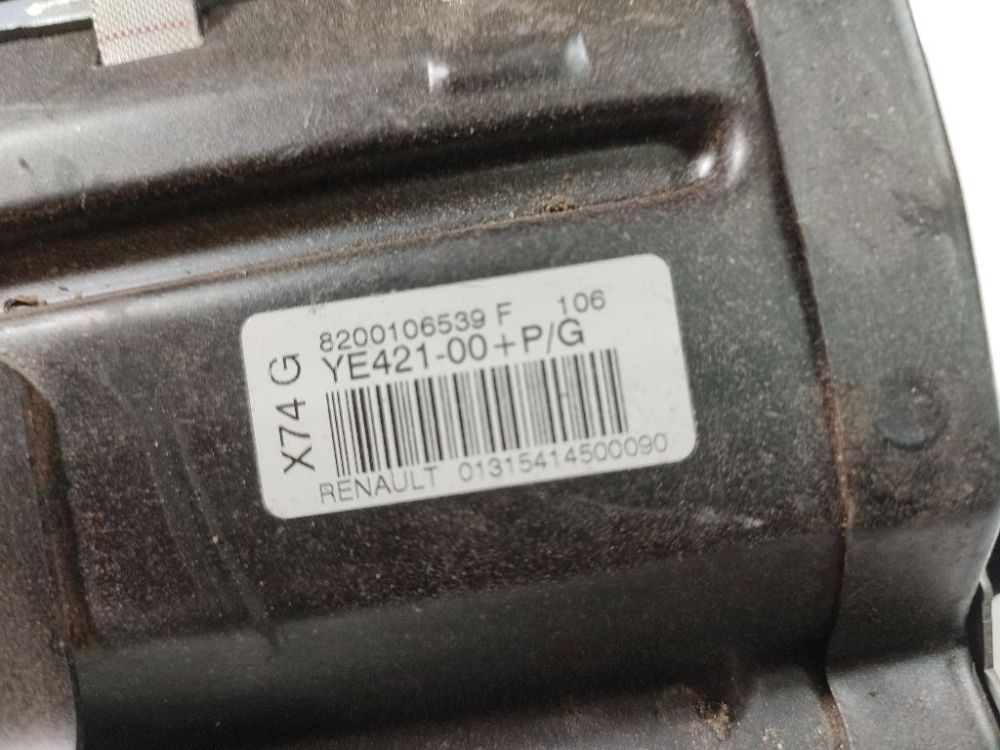 X74 G
8200106539 F 106
YE421-00+P/G
RENAULT 01315414500090